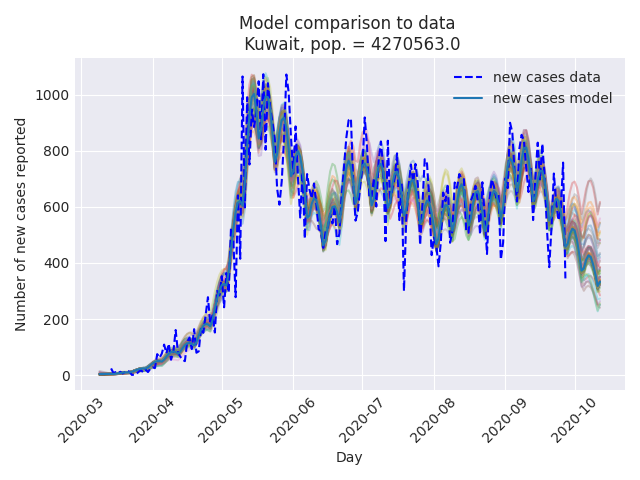 Model comparison to data
Kuwait, pop. = 4270563.0
new cases data
new cases model
Number of new cases reported
1000
800
600
400
200
0
2020-03
2020-04
2020-05
2020-06
2020-07
2020-08
2020-09
2020-10
Day